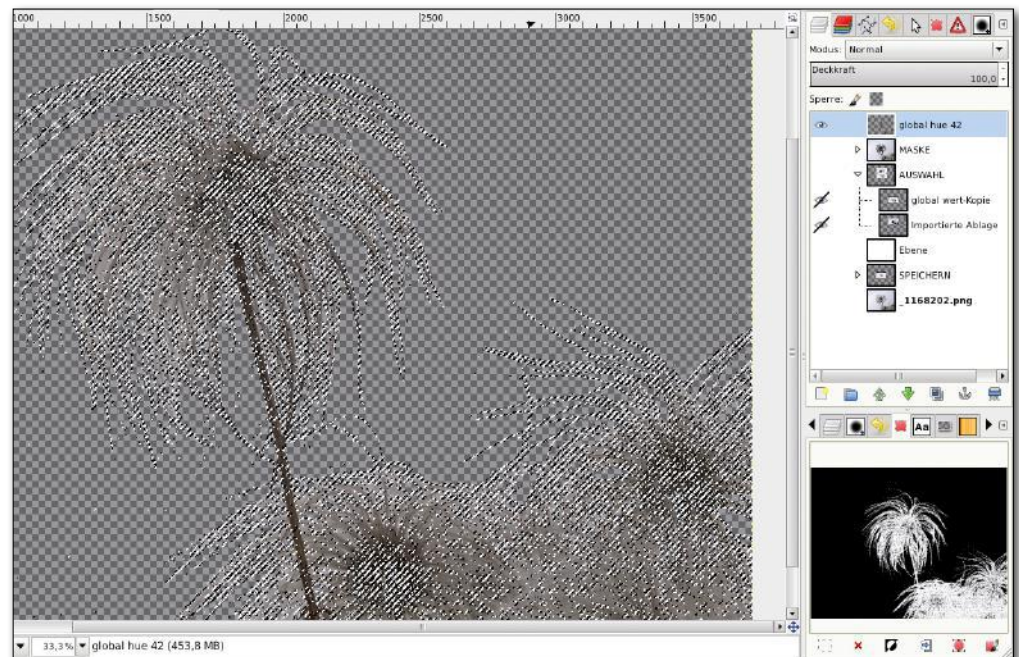 1000 1500 2000 2500 3000 3500
Modus: Normal
Deckkraft
100,0
Sperre:
global hue 42
MASKE
AUSWAHL
global wert-Kopie
Importierte Ablage
Ebene
SPEICHERN
_1168202.png
Aa
33,3% global hue 42 (453,8 MB)